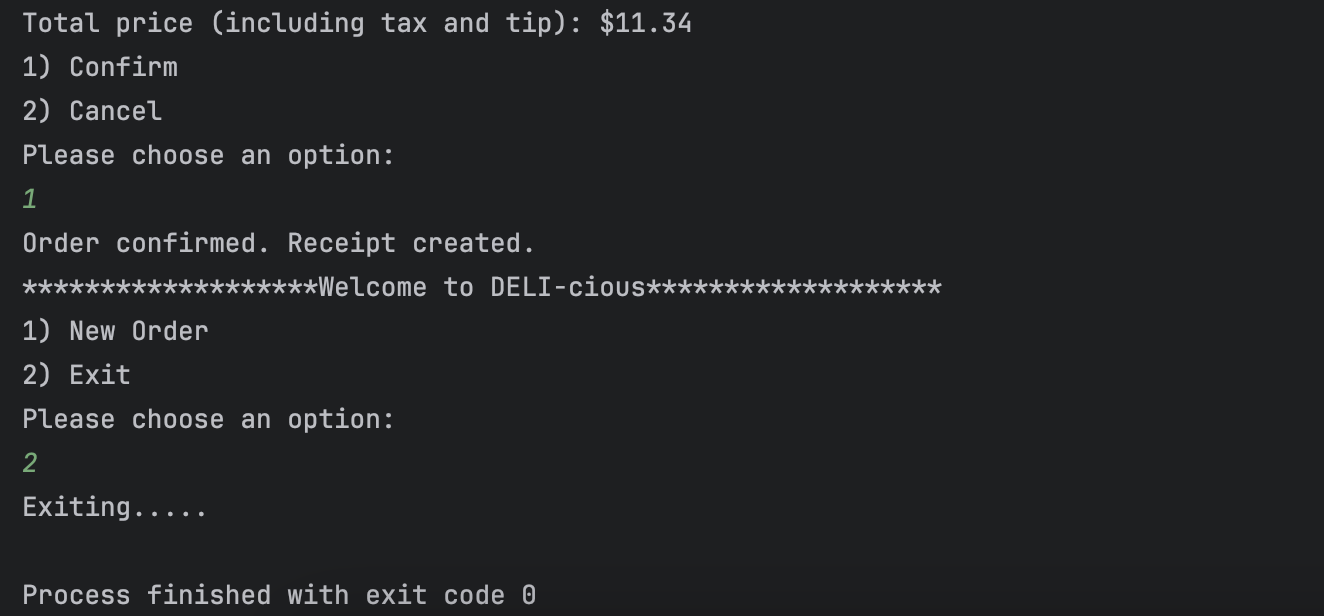 Total price (including tax and tip): $11.34
1) Confirm
2) Cancel
Please choose an option:
1
Order confirmed. Receipt created.
*******************Welcome to DELI-cious*******************
1) New Order
2) Exit
Please choose an option:
2
Exiting.....
Process finished with exit code 0